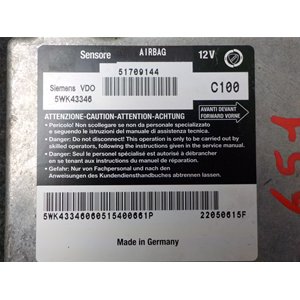 Sensore AIRBAG 12V
51709144
Siemens VDO C100
5WK43346
ATTENZIONE-CAUTION-ATTENTION-ACHTUNG
AVANTI DEVANT
FORWARD VORNE
• Pericolo! Non scollegare se non da personale specializzato
e seguendo le istruzioni del manual di assistenza tecnica.
• Danger: Do not disconnect! This operation is only to be carried out by
skilled operators, following the instructions given in the service manual.
• Danger: Seul le personnel spécialisé est autorisé à débrancher
en se tenant aux instructions du manuel de réparation.
• Gefahr: Nur von Fachpersonal und nach den
Anweisungen des Kundendiensthandbuches abtrennen lassen.
5WK43346060515400661P 22050615F
Made in Germany
651